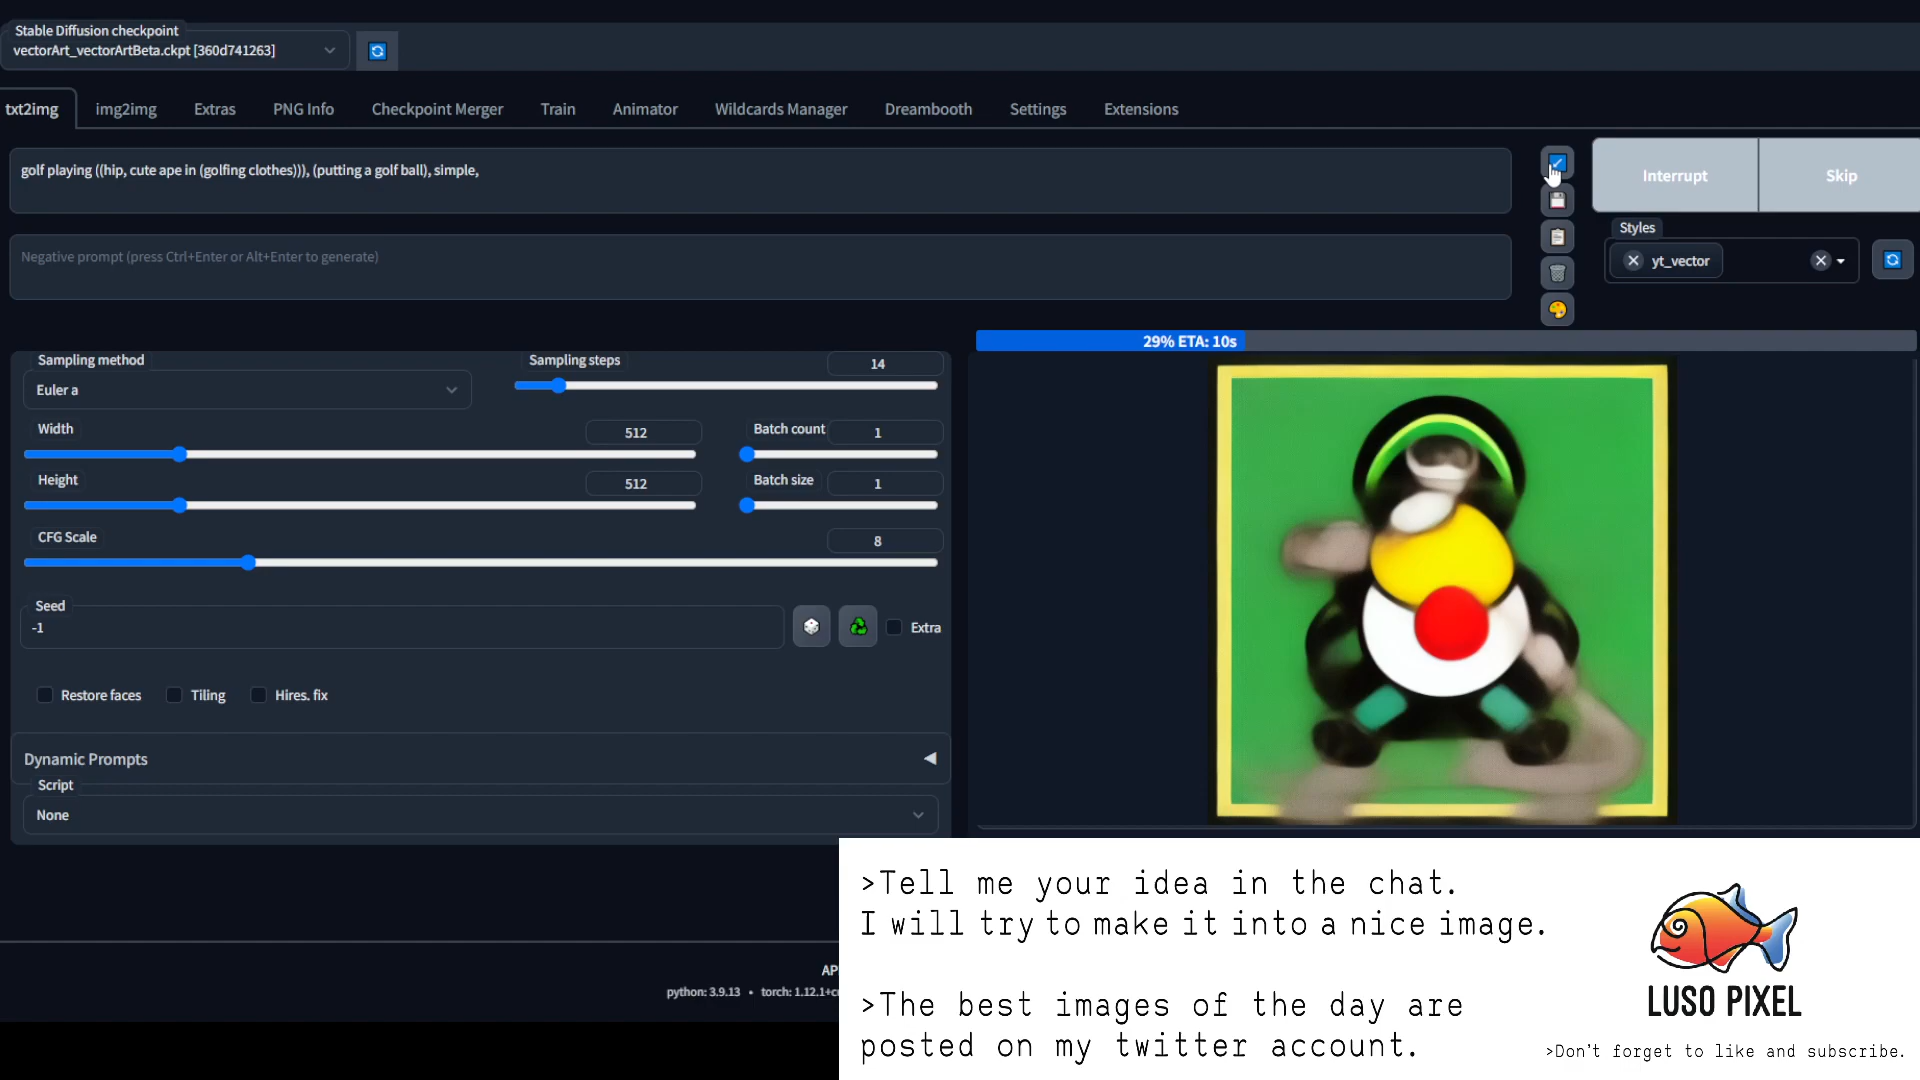 Stable Diffusion checkpoint
vectorArt_vectorArtBeta.ckpt [360d741263]
txt2img
img2img
Extras
PNG Info
Checkpoint Merger
Train
Animator
Wildcards Manager
Dreambooth
Settings
Extensions
golf playing ((hip, cute ape in (golfing clothes))), (putting a golf ball), simple,
Interrupt
Skip
Styles
yt_vector
Negative prompt (press Ctrl+Enter or Alt+Enter to generate)
29% ETA: 10s
Sampling method
Euler a
Sampling steps
14
Width
512
Batch count
1
Height
512
Batch size
1
CFG Scale
8
Seed
-1
Extra
Restore faces
Tiling
Hires. fix
Dynamic Prompts
Script
None
AP
python: 3.9.13 • torch: 1.12.1+cu
>Tell me your idea in the chat.
I will try to make it into a nice image.
>The best images of the day are
posted on my twitter account.
LUSO PIXEL
>Don't forget to like and subscribe.